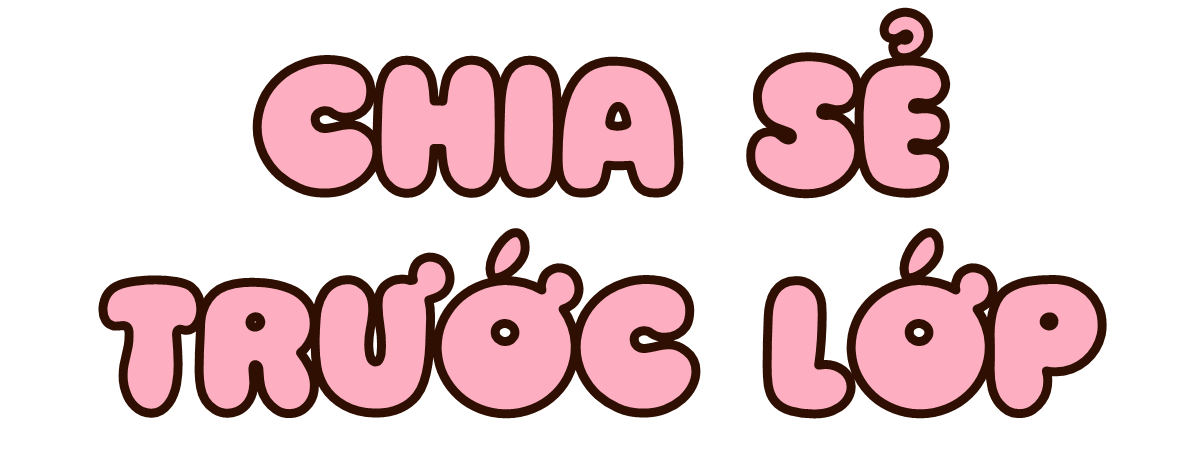 CHIA SẺ
TRƯỚC LỚP